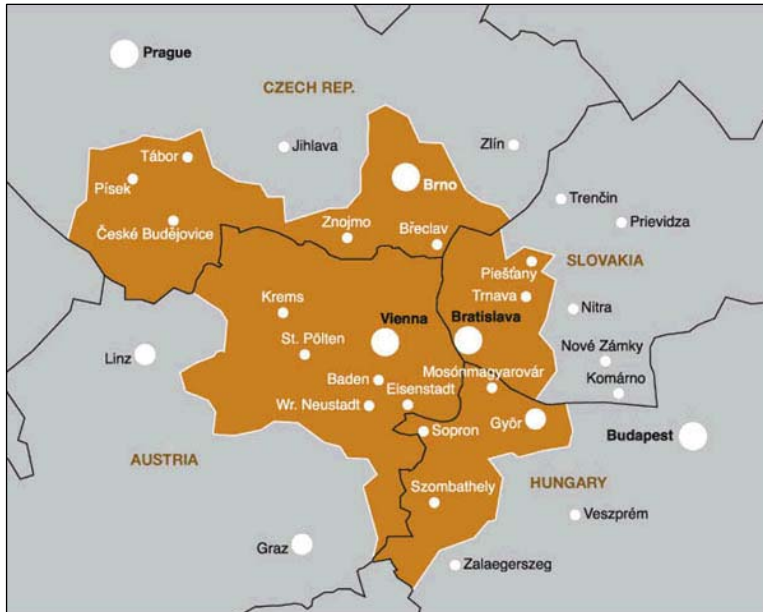 Prague
CZECH REP.
Tábor
Jihlava
Zlín
Písek
Brno
Trenčín
České Budějovice
Znojmo
Břeclav
Prievidza
Piešťany
SLOVAKIA
Trnava
Krems
Vienna
Bratislava
Nitra
St. Pölten
Linz
Nové Zámky
Mosónmagyarovár
Baden
Eisenstadt
Komárno
Wr. Neustadt
Györ
Sopron
Budapest
AUSTRIA
Szombathely
HUNGARY
Veszprém
Graz
Zalaegerszeg